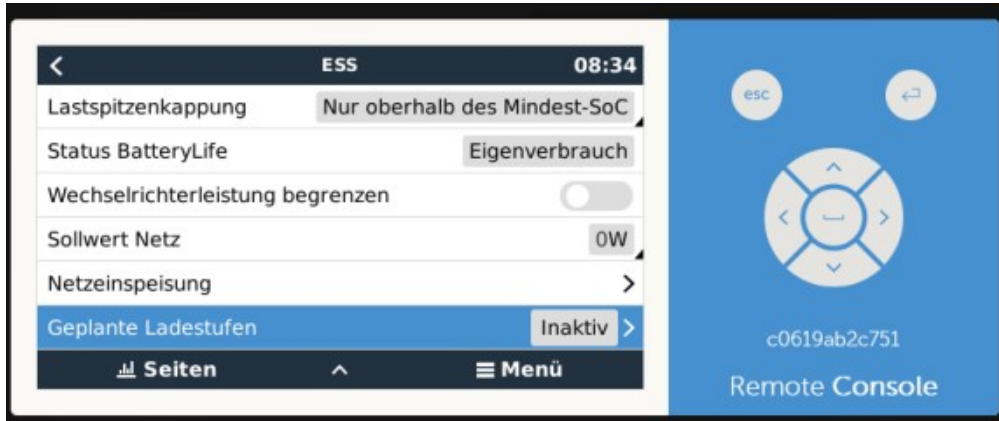 ESS 08:34
Lastspitzenkappung Nur oberhalb des Mindest-SoC
Status BatteryLife Eigenverbrauch
Wechselrichterleistung begrenzen
Sollwert Netz 0W
Netzeinspeisung
Geplante Ladestufen Inaktiv
Seiten Menü
esc
c0619ab2c751
Remote Console